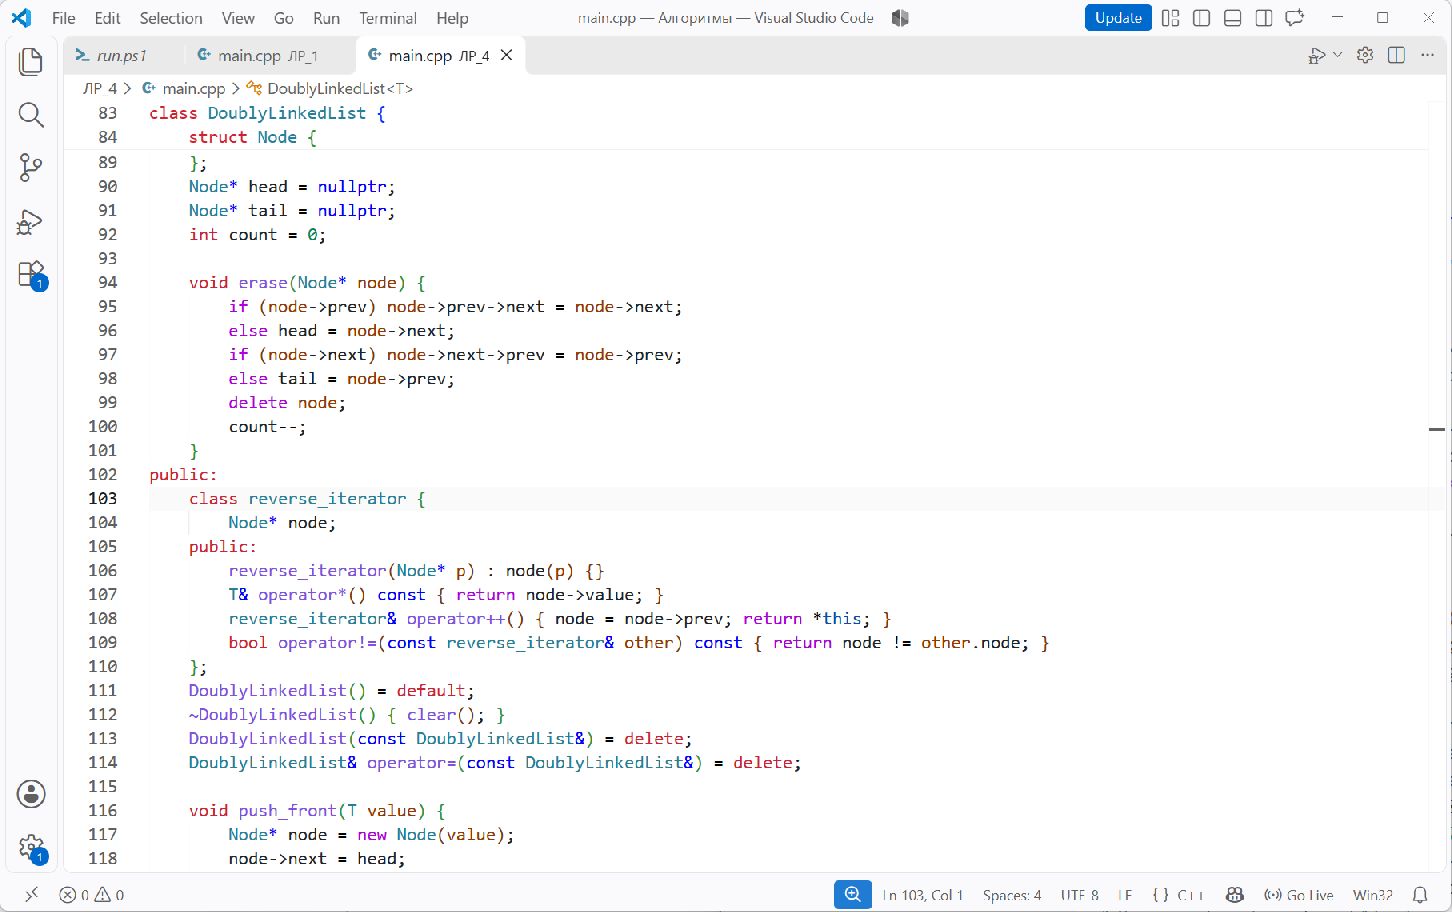 File Edit Selection View Go Run Terminal Help main.cpp — Алгоритмы — Visual Studio Code Update
run.ps1 main.cpp ЛР_1 main.cpp ЛР_4
ЛР_4 > main.cpp > DoublyLinkedList<T>
83 class DoublyLinkedList {
84 struct Node {
89 };
90 Node* head = nullptr;
91 Node* tail = nullptr;
92 int count = 0;
93
94 void erase(Node* node) {
95 if (node->prev) node->prev->next = node->next;
96 else head = node->next;
97 if (node->next) node->next->prev = node->prev;
98 else tail = node->prev;
99 delete node;
100 count--;
101 }
102 public:
103 class reverse_iterator {
104 Node* node;
105 public:
106 reverse_iterator(Node* p) : node(p) {}
107 T& operator*() const { return node->value; }
108 reverse_iterator& operator++() { node = node->prev; return *this; }
109 bool operator!=(const reverse_iterator& other) const { return node != other.node; }
110 };
111 DoublyLinkedList() = default;
112 ~DoublyLinkedList() { clear(); }
113 DoublyLinkedList(const DoublyLinkedList&) = delete;
114 DoublyLinkedList& operator=(const DoublyLinkedList&) = delete;
115
116 void push_front(T value) {
117 Node* node = new Node(value);
118 node->next = head;
1
1
0 0 Ln 103, Col 1 Spaces: 4 UTF-8 LF {} C++ Go Live Win32